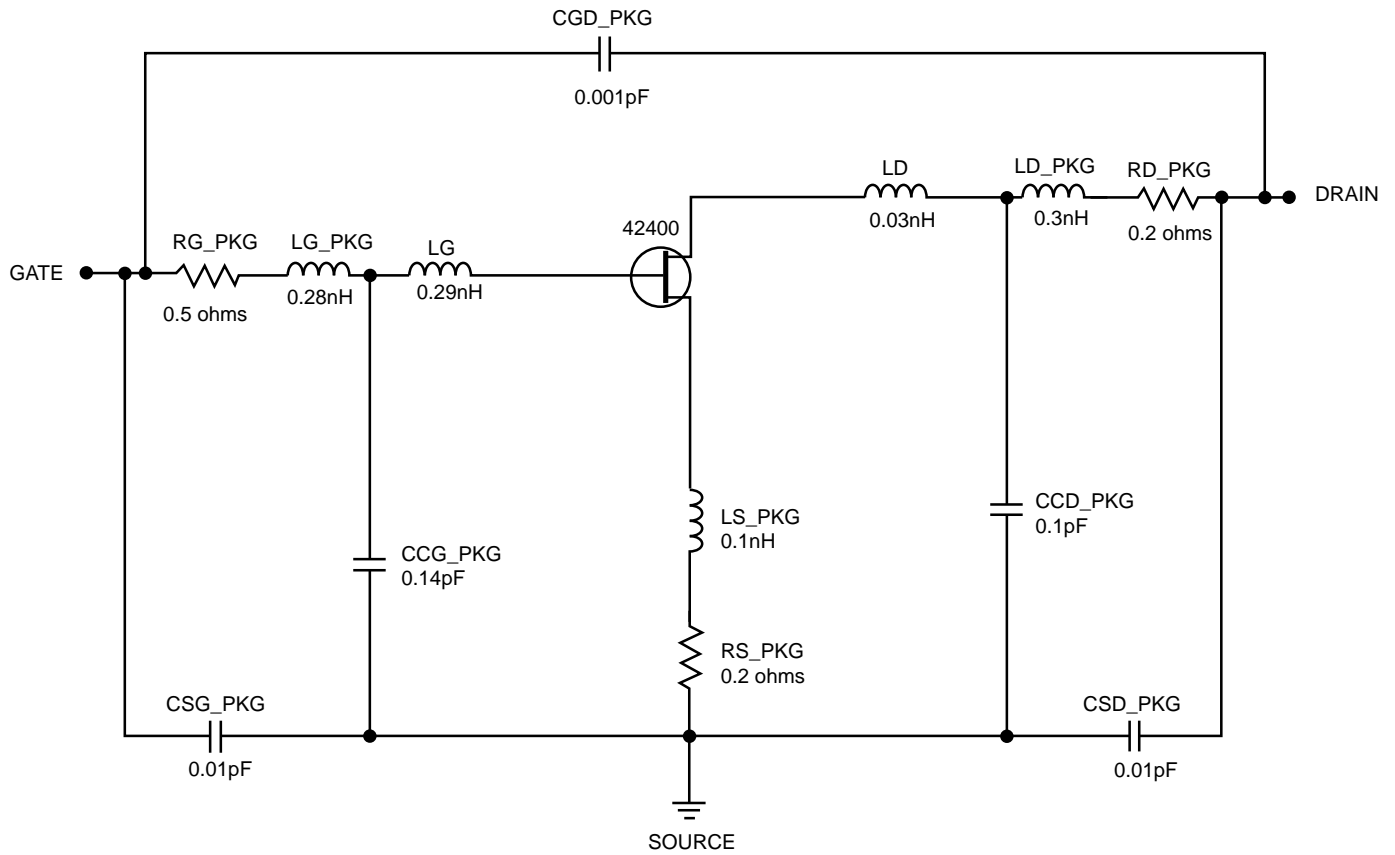 CGD_PKG
0.001pF
LD
LD_PKG
RD_PKG
DRAIN
0.03nH
0.3nH
0.2 ohms
42400
RG_PKG
LG_PKG
LG
GATE
0.28nH
0.29nH
0.5 ohms
CCD_PKG
0.1pF
LS_PKG
0.1nH
CCG_PKG
0.14pF
RS_PKG
0.2 ohms
CSG_PKG
0.01pF
CSD_PKG
0.01pF
SOURCE